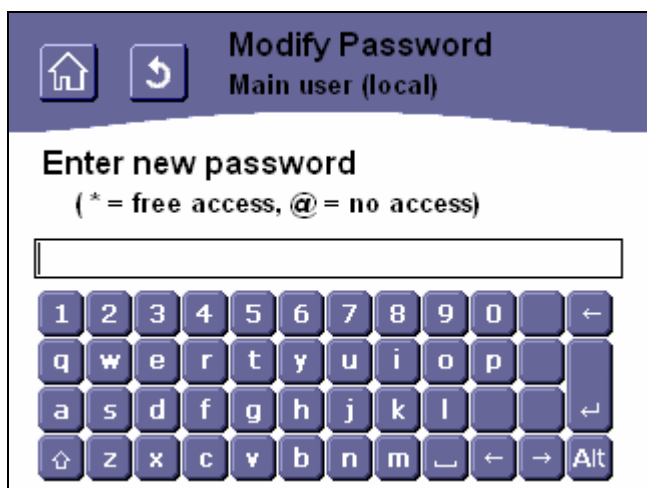 Modify Password
Main user (local)
Enter new password
( * = free access, @ = no access)
1 2 3 4 5 6 7 8 9 0 ←
q w e r t y u i o p
a s d f g h j k l ↵
⇧ z x c v b n m ⎵ ← → Alt